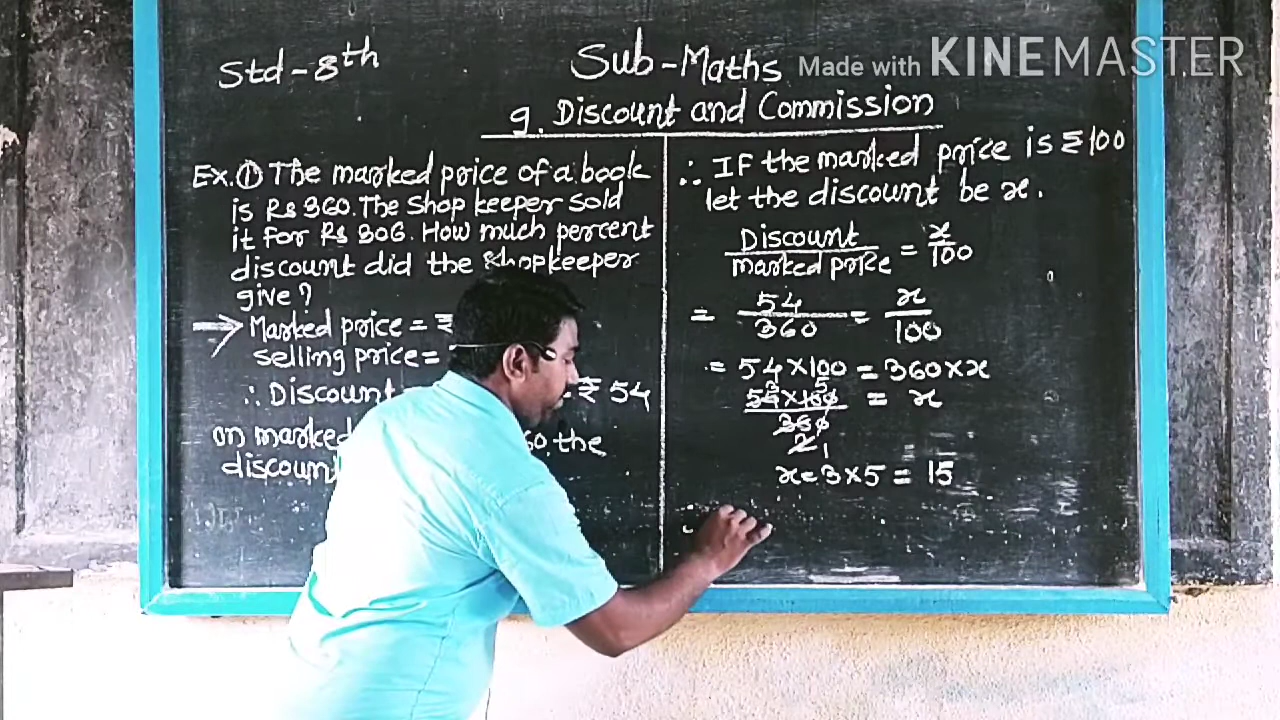 Std-8th
Sub-Maths
Made with KINEMASTER
9. Discount and Commission
Ex.① The marked price of a book
is Rs 360. The shop keeper sold
it for Rs 306. How much percent
discount did the shopkeeper
give?
→ Marked price = ₹
selling price =
∴ Discount ₹ 54
on marked the
discount
∴ IF the marked price is ₹ 100
let the discount be x.
Discount/marked price = x/100
= 54/360 = x/100
= 54×100 = 360×x
54×100/360 = x
x = 3×5 = 15